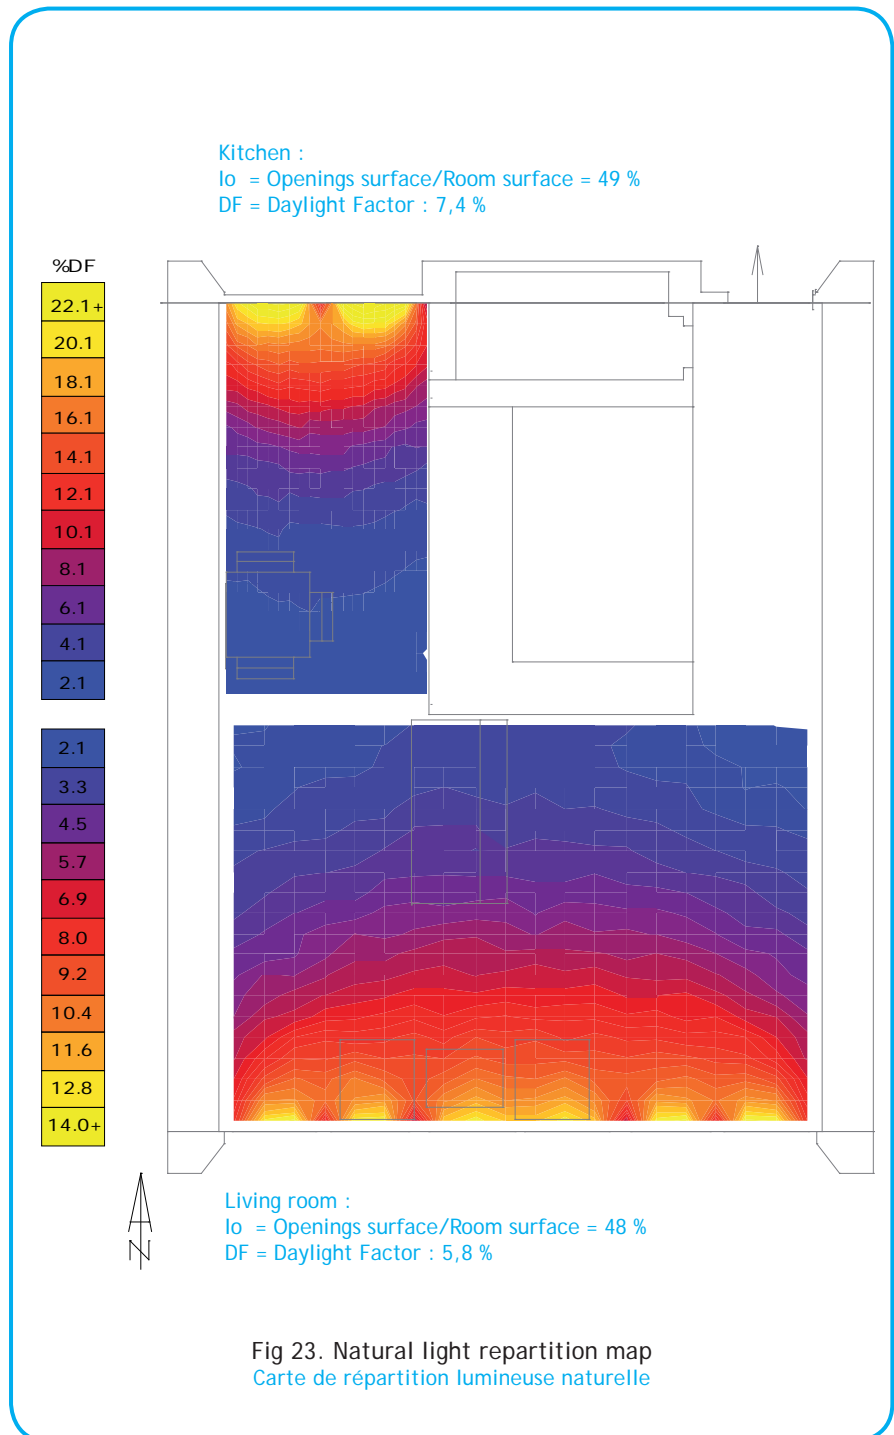 Kitchen :
Io = Openings surface/Room surface = 49 %
DF = Daylight Factor : 7,4 %
%DF
22.1+
20.1
18.1
16.1
14.1
12.1
10.1
8.1
6.1
4.1
2.1
2.1
3.3
4.5
5.7
6.9
8.0
9.2
10.4
11.6
12.8
14.0+
N
Living room :
Io = Openings surface/Room surface = 48 %
DF = Daylight Factor : 5,8 %
Fig 23. Natural light repartition map
Carte de répartition lumineuse naturelle